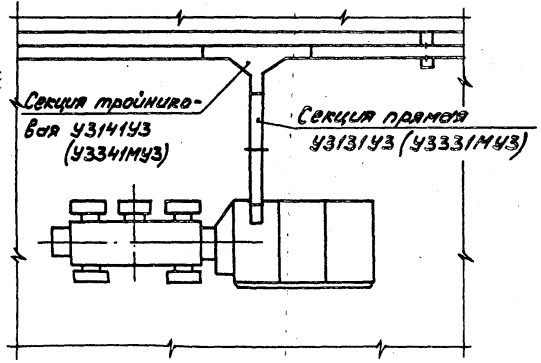 Секция тройнико-
вая У3141У3
(У3341МУ3)
Секция прямая
У3131У3 (У3331МУ3)